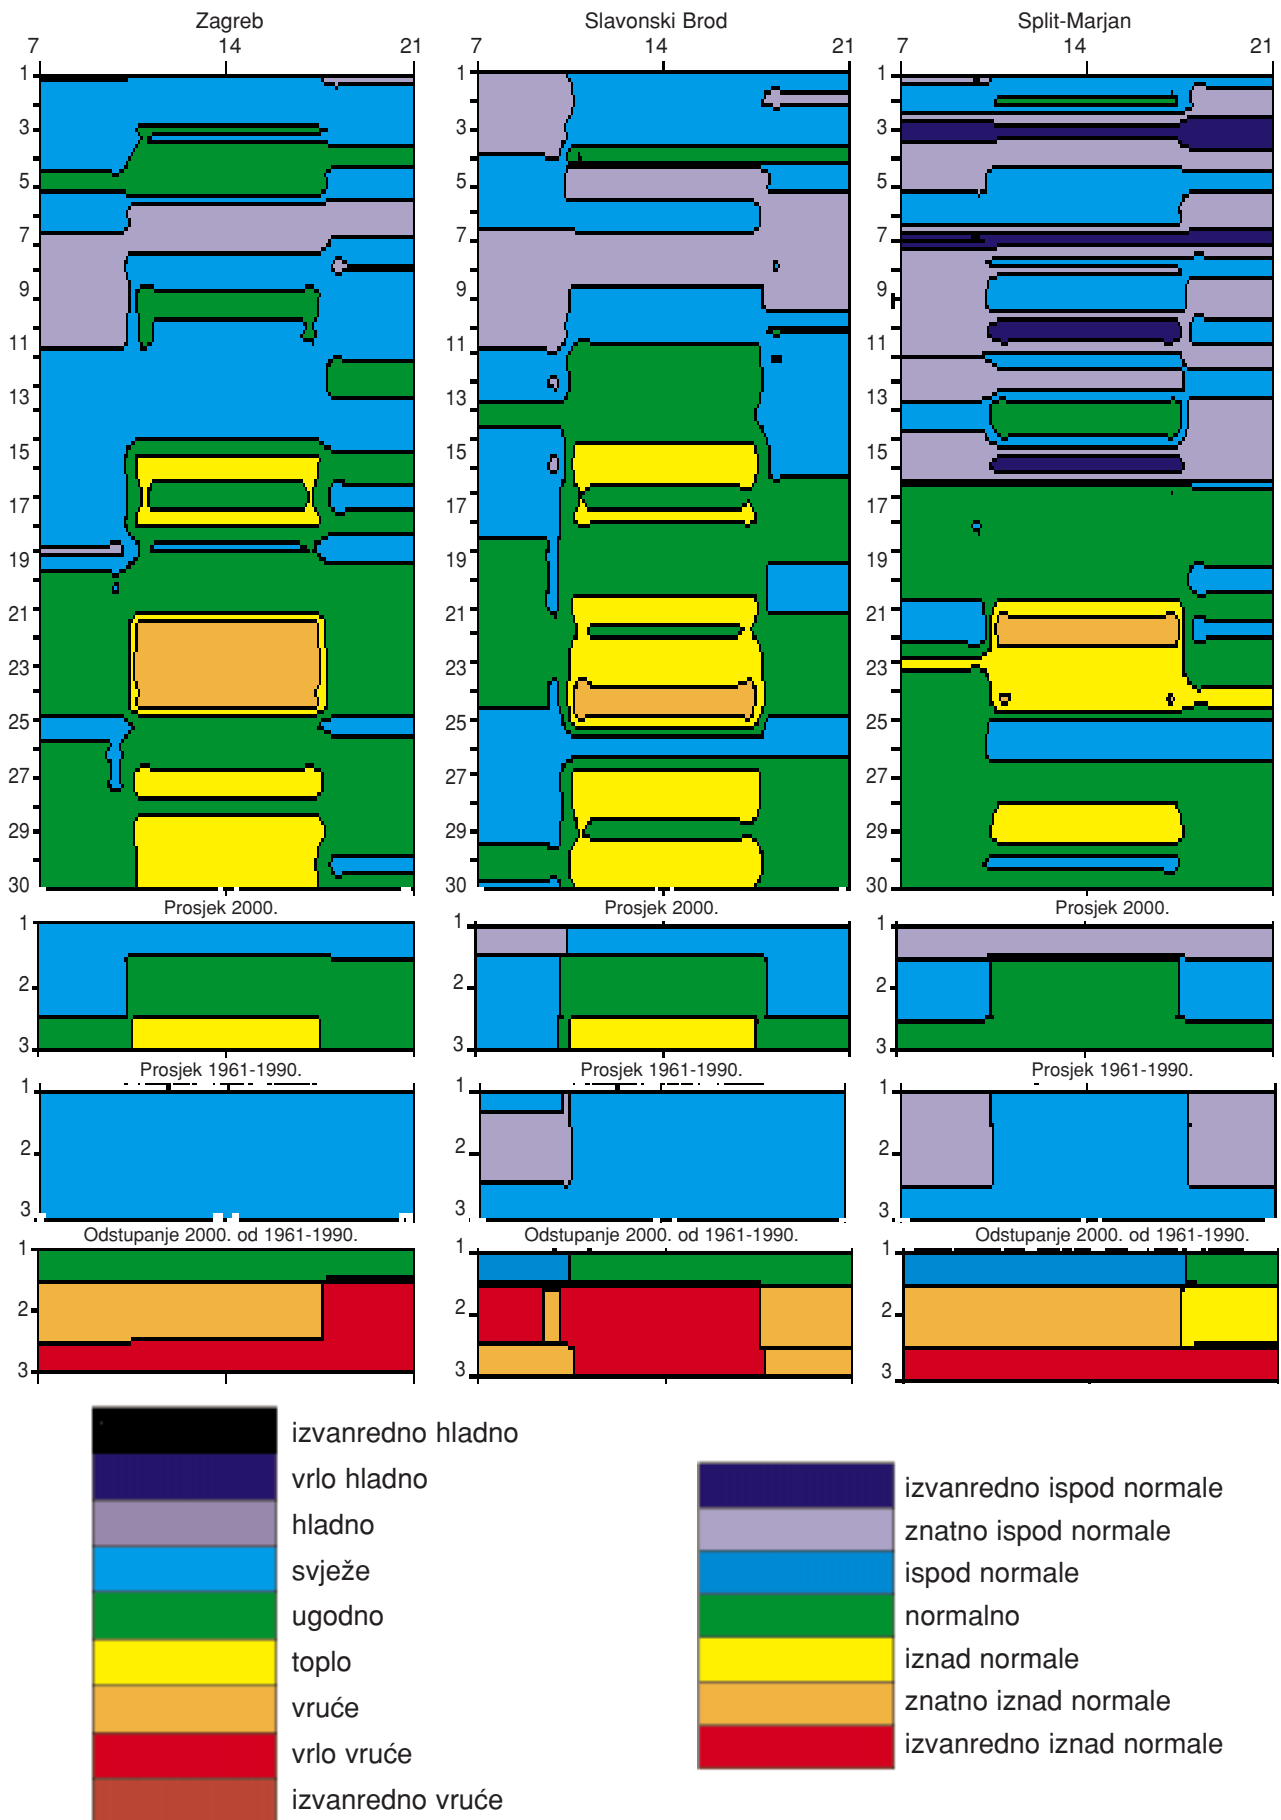 Zagreb Slavonski Brod Split-Marjan
7 14 21 7 14 21 7 14 21
1 1 1
3 3 3
5 5 5
7 7 7
9 9 9
11 11 11
13 13 13
15 15 15
17 17 17
19 19 19
21 21 21
23 23 23
25 25 25
27 27 27
29 29 29
30 30 30
Prosjek 2000. Prosjek 2000. Prosjek 2000.
1 1 1
2 2 2
3 3 3
Prosjek 1961-1990. Prosjek 1961-1990. Prosjek 1961-1990.
1 1 1
2 2 2
3 3 3
Odstupanje 2000. od 1961-1990. Odstupanje 2000. od 1961-1990. Odstupanje 2000. od 1961-1990.
1 1 1
2 2 2
3 3 3
izvanredno hladno
vrlo hladno
hladno
svježe
ugodno
toplo
vruće
vrlo vruće
izvanredno vruće
izvanredno ispod normale
znatno ispod normale
ispod normale
normalno
iznad normale
znatno iznad normale
izvanredno iznad normale